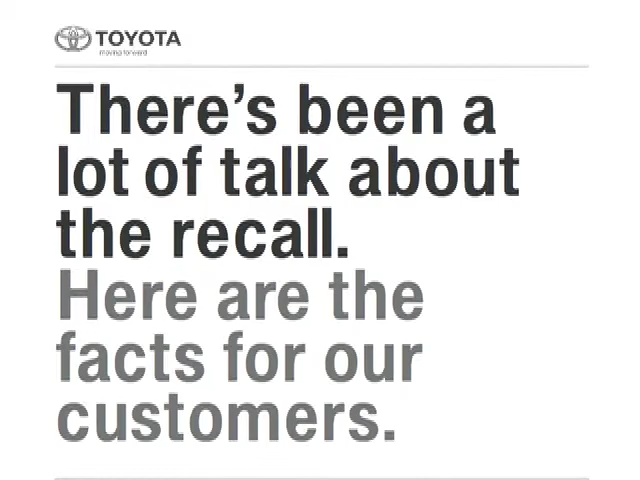 TOYOTA
moving forward
There’s been a
lot of talk about
the recall.
Here are the
facts for our
customers.